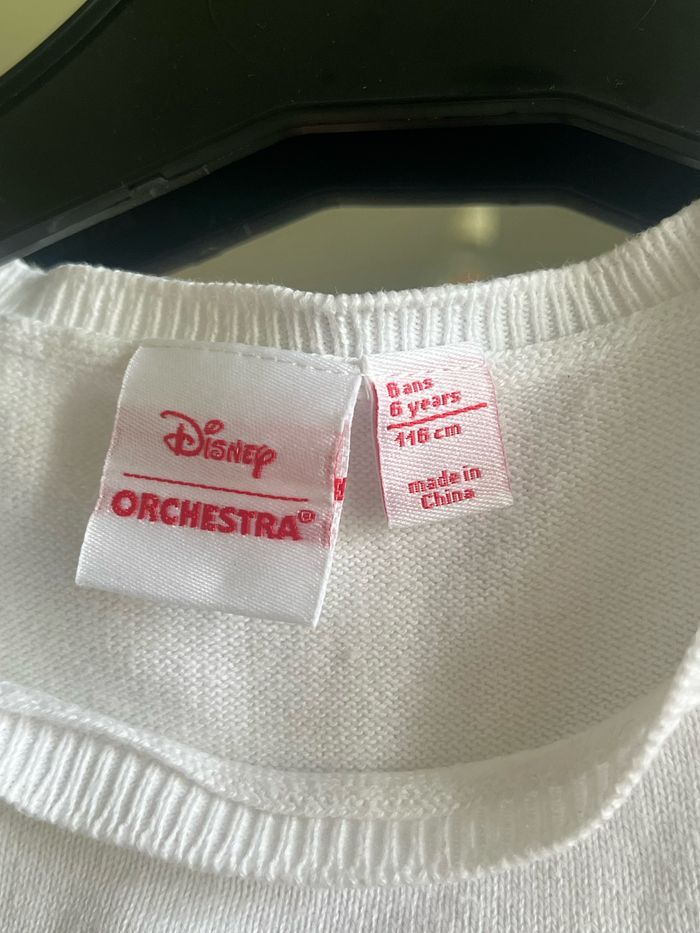 Disney
ORCHESTRA®
6 ans
6 years
116 cm
made in
China